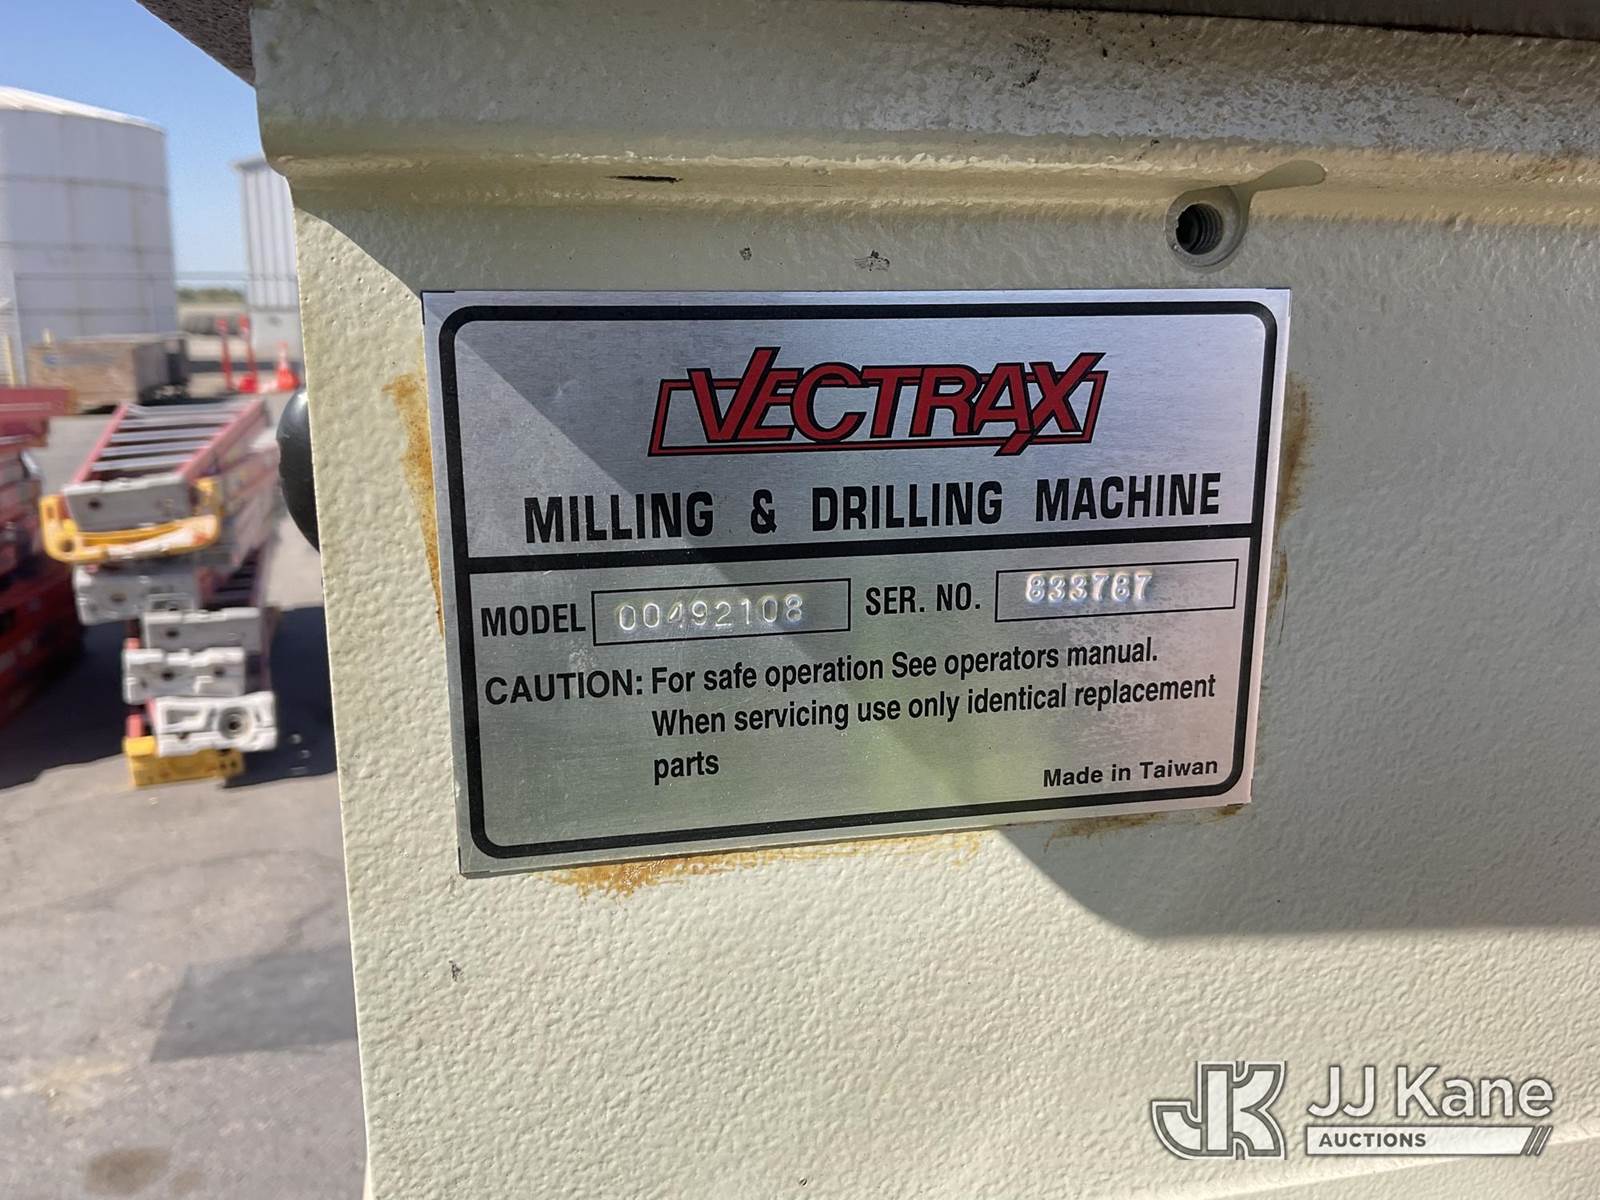 VECTRAX
MILLING & DRILLING MACHINE
MODEL 00492108 SER. NO. 833787
CAUTION: For safe operation See operators manual.
When servicing use only identical replacement
parts
Made in Taiwan
JK JJ Kane
AUCTIONS